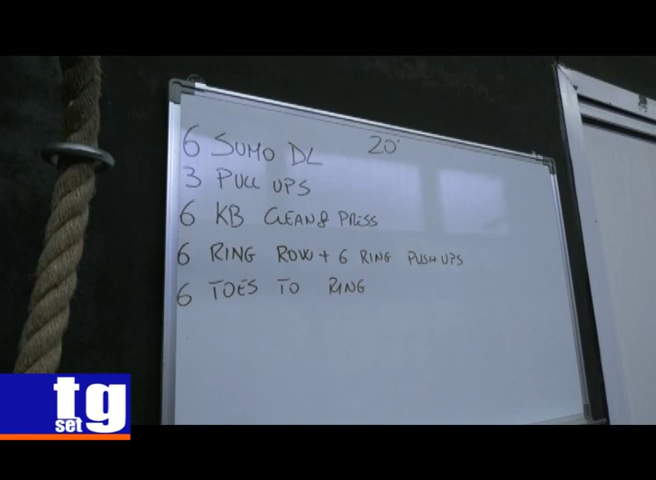 6 SUMO DL 20'
3 PULL UPS
6 KB CLEAN & PRESS
6 RING ROW + 6 RING PUSH UPS
6 TOES TO RING
tg
set